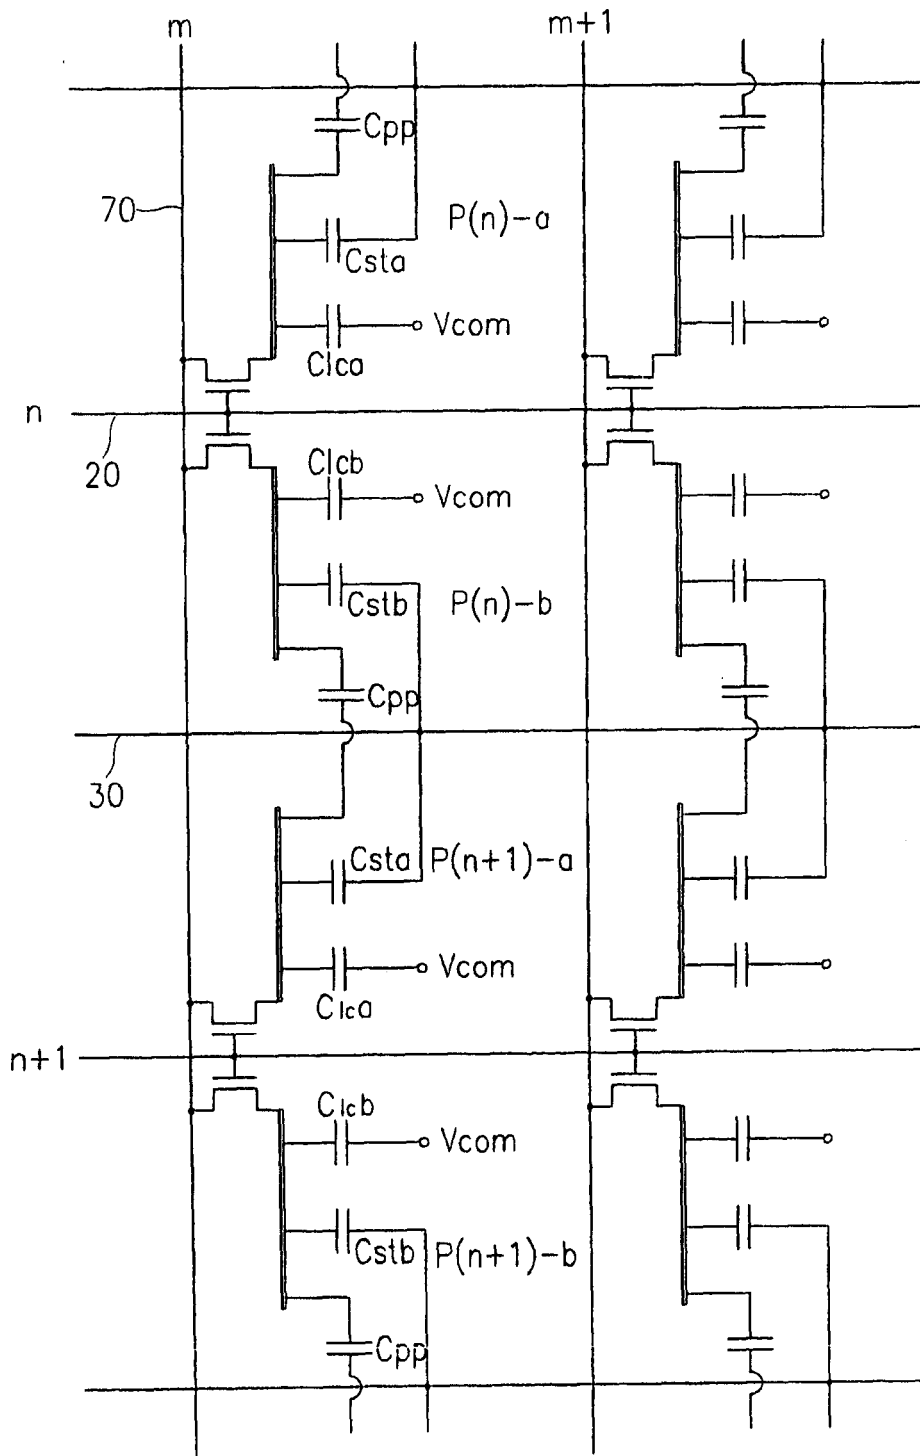 m
m+1
Cpp
70
P(n)-a
Csta
Vcom
Clca
n
20
Clcb
Vcom
Cstb
P(n)-b
Cpp
30
Csta
P(n+1)-a
Vcom
Clca
n+1
Clcb
Vcom
Cstb
P(n+1)-b
Cpp